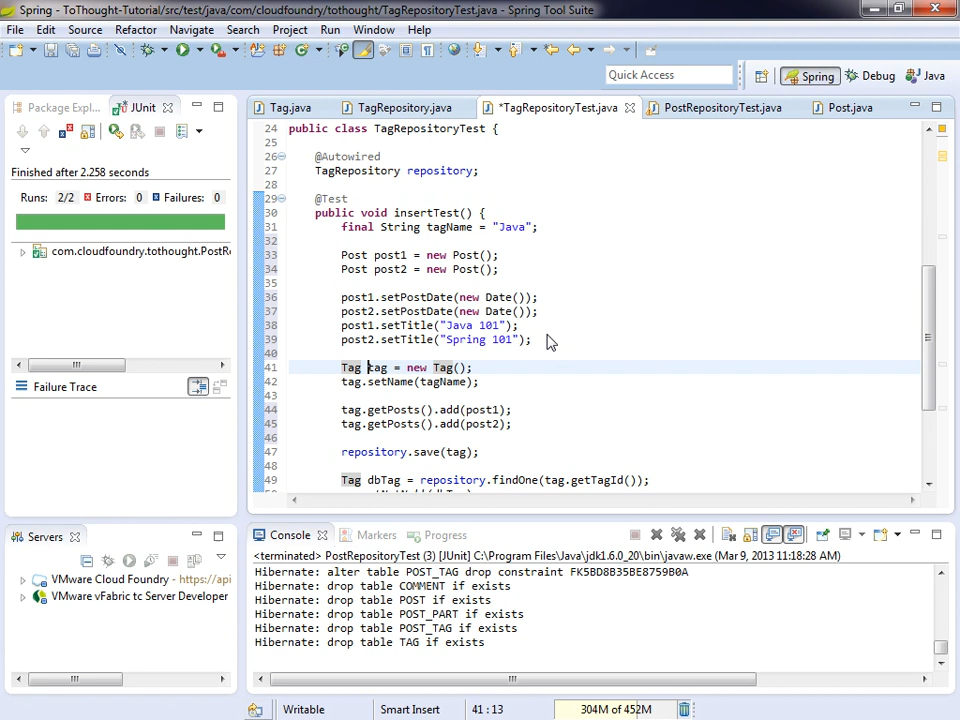 Spring - ToThought-Tutorial/src/test/java/com/cloudfoundry/tothought/TagRepositoryTest.java - Spring Tool Suite
File Edit Source Refactor Navigate Search Project Run Window Help
Quick Access
Spring Debug Java
Package Expl... JUnit
Finished after 2.258 seconds
Runs: 2/2 Errors: 0 Failures: 0
com.cloudfoundry.tothought.PostRe
Failure Trace
Servers
VMware Cloud Foundry - https://api
VMware vFabric tc Server Developer
Tag.java TagRepository.java *TagRepositoryTest.java PostRepositoryTest.java Post.java
24 public class TagRepositoryTest {
25
26 @Autowired
27 TagRepository repository;
28
29 @Test
30 public void insertTest() {
31 final String tagName = "Java";
32
33 Post post1 = new Post();
34 Post post2 = new Post();
35
36 post1.setPostDate(new Date());
37 post2.setPostDate(new Date());
38 post1.setTitle("Java 101");
39 post2.setTitle("Spring 101");
40
41 Tag tag = new Tag();
42 tag.setName(tagName);
43
44 tag.getPosts().add(post1);
45 tag.getPosts().add(post2);
46
47 repository.save(tag);
48
49 Tag dbTag = repository.findOne(tag.getTagId());
Console Markers Progress
<terminated> PostRepositoryTest (3) [JUnit] C:\Program Files\Java\jdk1.6.0_20\bin\javaw.exe (Mar 9, 2013 11:18:28 AM)
Hibernate: alter table POST_TAG drop constraint FK5BD8B35BE8759B0A
Hibernate: drop table COMMENT if exists
Hibernate: drop table POST if exists
Hibernate: drop table POST_PART if exists
Hibernate: drop table POST_TAG if exists
Hibernate: drop table TAG if exists
Writable Smart Insert 41 : 13 304M of 452M